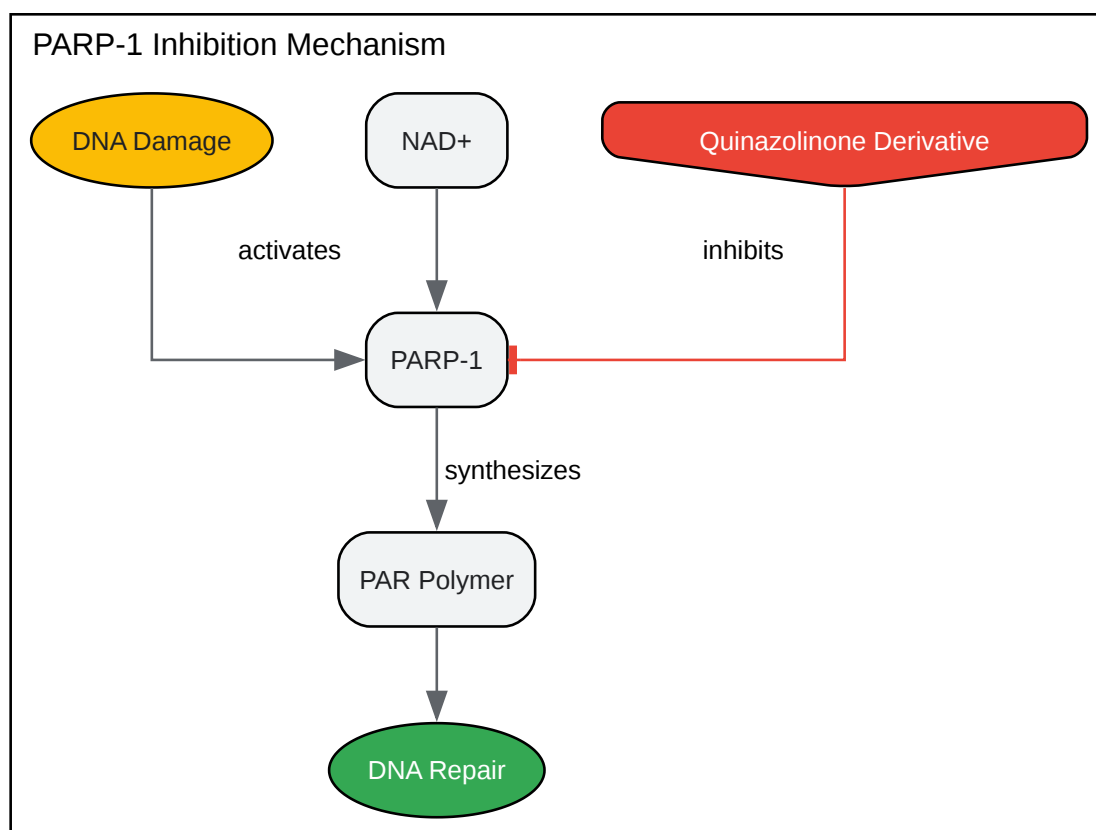 PARP-1 Inhibition Mechanism
DNA Damage
NAD+
Quinazolinone Derivative
activates
inhibits
PARP-1
synthesizes
PAR Polymer
DNA Repair